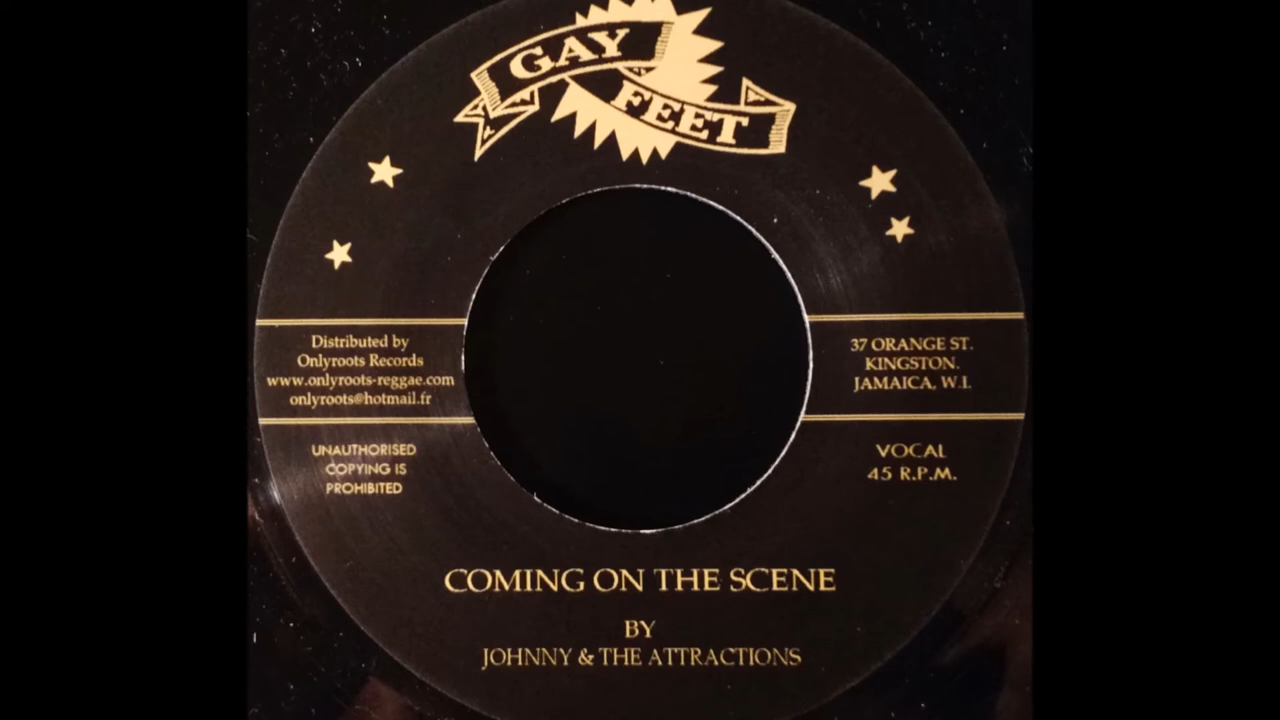 GAY
FEET
Distributed by
Onlyroots Records
www.onlyroots-reggae.com
onlyroots@hotmail.fr
37 ORANGE ST.
KINGSTON.
JAMAICA, W.I.
UNAUTHORISED
COPYING IS
PROHIBITED
VOCAL
45 R.P.M.
COMING ON THE SCENE
BY
JOHNNY & THE ATTRACTIONS